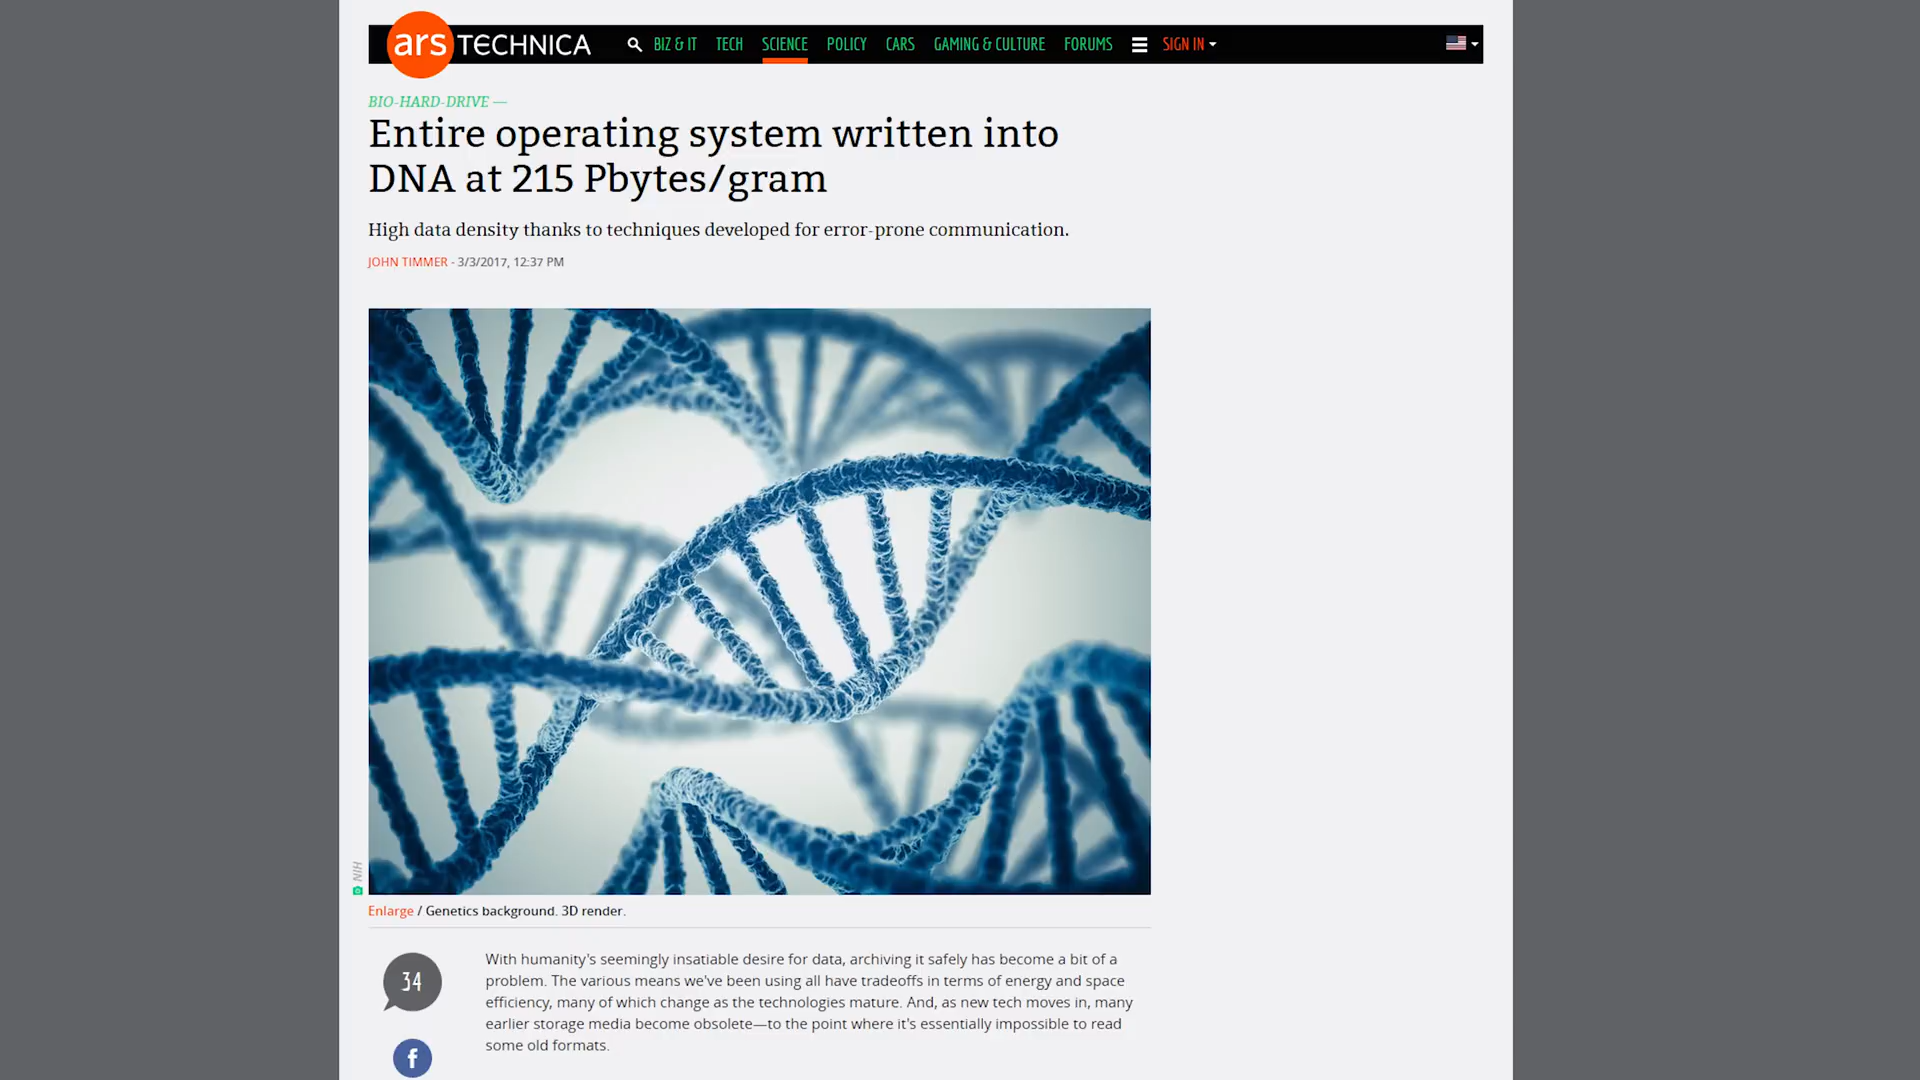 ars TECHNICA BIZ & IT TECH SCIENCE POLICY CARS GAMING & CULTURE FORUMS SIGN IN
BIO-HARD-DRIVE —
Entire operating system written into
DNA at 215 Pbytes/gram
High data density thanks to techniques developed for error-prone communication.
JOHN TIMMER - 3/3/2017, 12:37 PM
NIH
Enlarge / Genetics background. 3D render.
34
With humanity's seemingly insatiable desire for data, archiving it safely has become a bit of a
problem. The various means we've been using all have tradeoffs in terms of energy and space
efficiency, many of which change as the technologies mature. And, as new tech moves in, many
earlier storage media become obsolete—to the point where it's essentially impossible to read
some old formats.
f